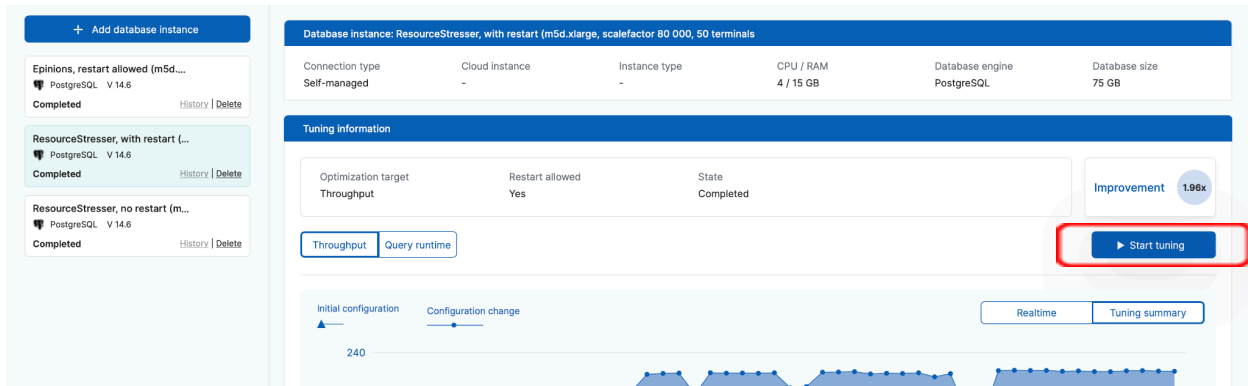 + Add database instance
Epinions, restart allowed (m5d....
PostgreSQL V 14.6
Completed History | Delete
ResourceStresser, with restart (...
PostgreSQL V 14.6
Completed History | Delete
ResourceStresser, no restart (m...
PostgreSQL V 14.6
Completed History | Delete
Database instance: ResourceStresser, with restart (m5d.xlarge, scalefactor 80 000, 50 terminals
Connection type Cloud instance Instance type CPU / RAM Database engine Database size
Self-managed - - 4 / 15 GB PostgreSQL 75 GB
Tuning information
Optimization target Restart allowed State
Throughput Yes Completed
Improvement 1.96x
Throughput Query runtime
Start tuning
Initial configuration Configuration change
Realtime Tuning summary
240